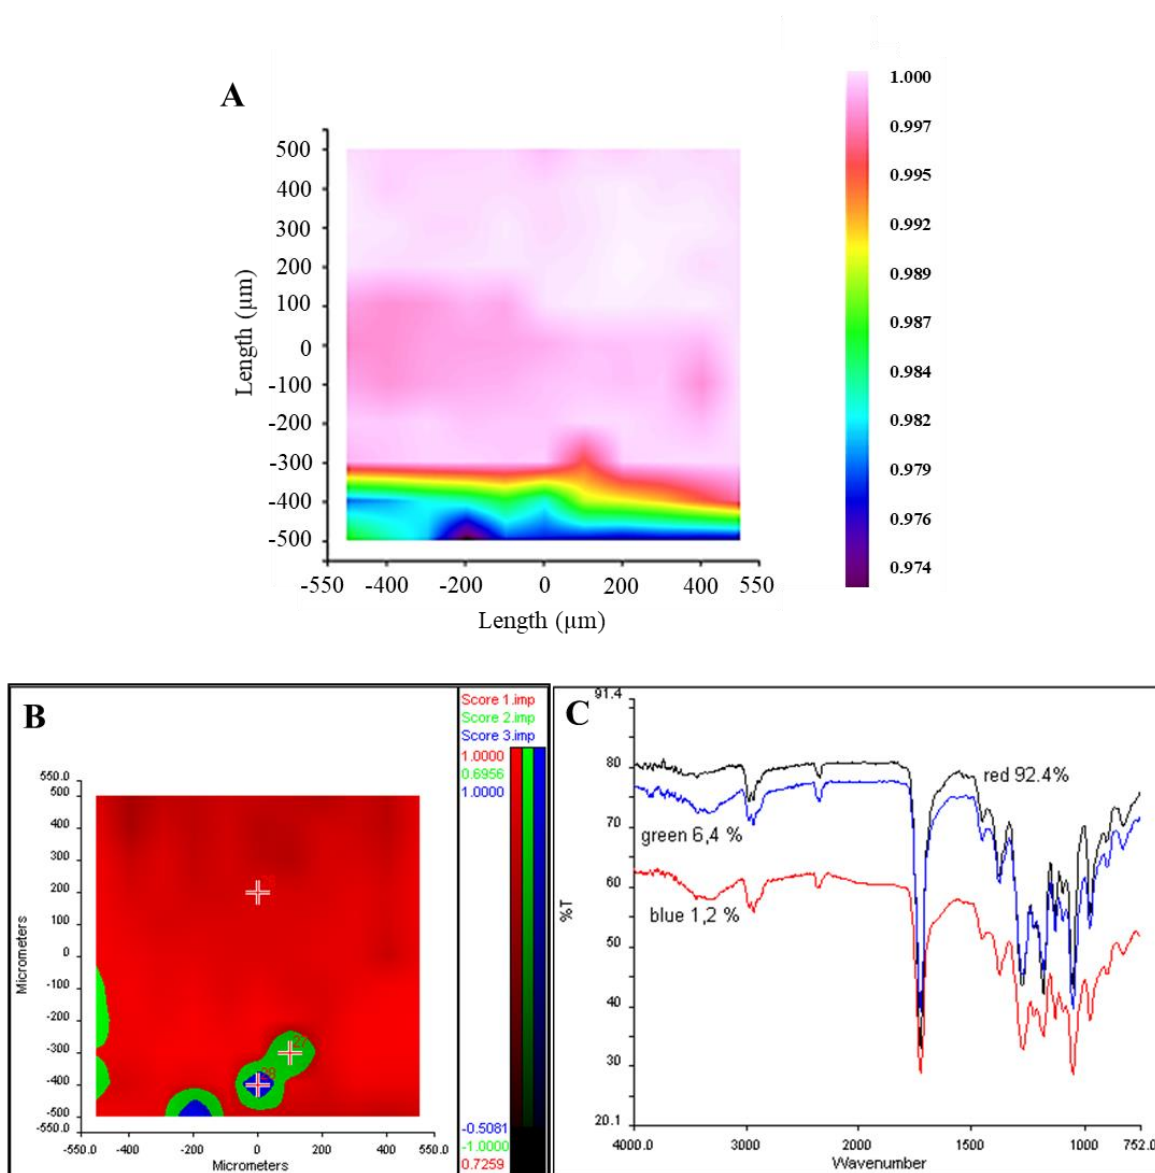 A
500
400
300
200
100
0
-100
-200
-300
-400
-500
Length (µm)
-550 -400 -200 0 200 400 550
Length (µm)
1.000
0.997
0.995
0.992
0.989
0.987
0.984
0.982
0.979
0.976
0.974
B
550.0
500
400
300
200
100
0
-100
-200
-300
-400
-500
-550.0
Micrometers
-550.0 -400 -200 0 200 400 550.0
Micrometers
27
Score 1.imp
Score 2.imp
Score 3.imp
1.0000
0.6956
1.0000
-0.5081
-1.0000
0.7259
C
91.4
80
70
60
50
40
30
20.1
%T
red 92.4%
green 6,4 %
blue 1,2 %
4000.0 3000 2000 1500 1000 752.0
Wavenumber